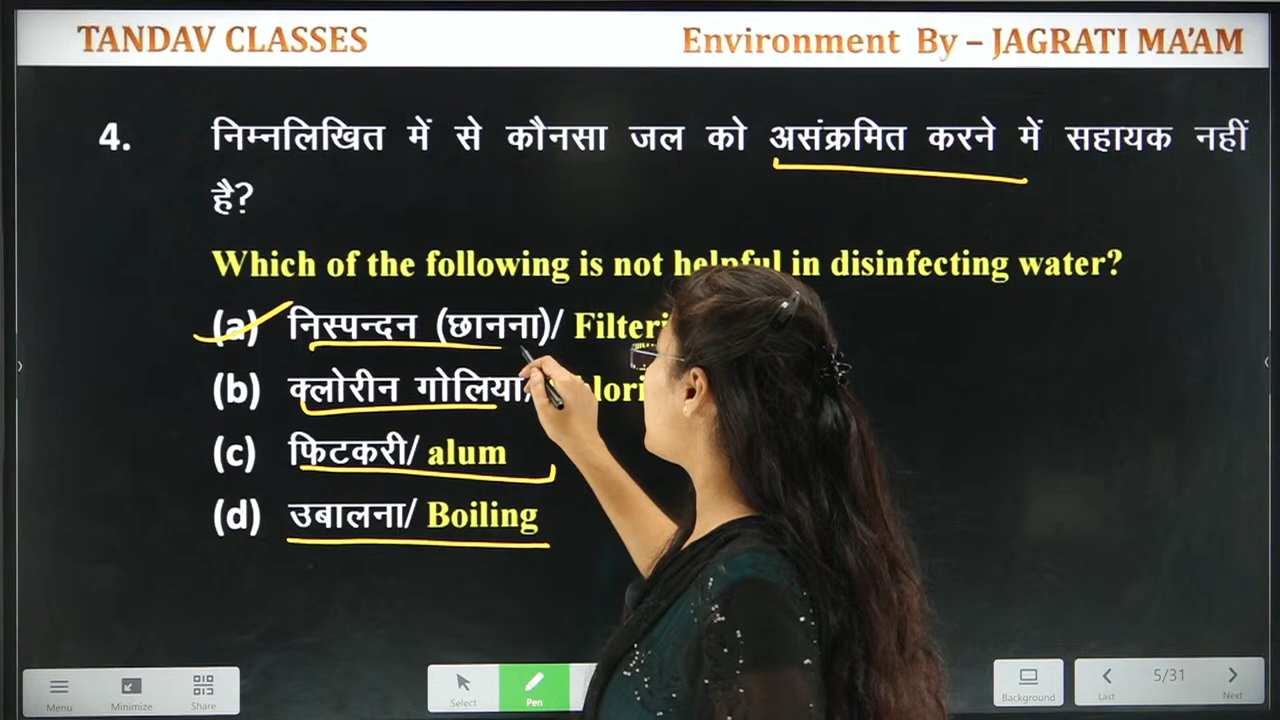 TANDAV CLASSES
Environment By – JAGRATI MA'AM
4. निम्नलिखित में से कौनसा जल को असंक्रमित करने में सहायक नहीं
है?
Which of the following is not helpful in disinfecting water?
(a) निस्पन्दन (छानना)/
(b) क्लोरीन गोलिया/
(c) फिटकरी/ alum
(d) उबालना/ Boiling
Menu
Minimize
Share
Select
Pen
Background
Last
5/31
Next